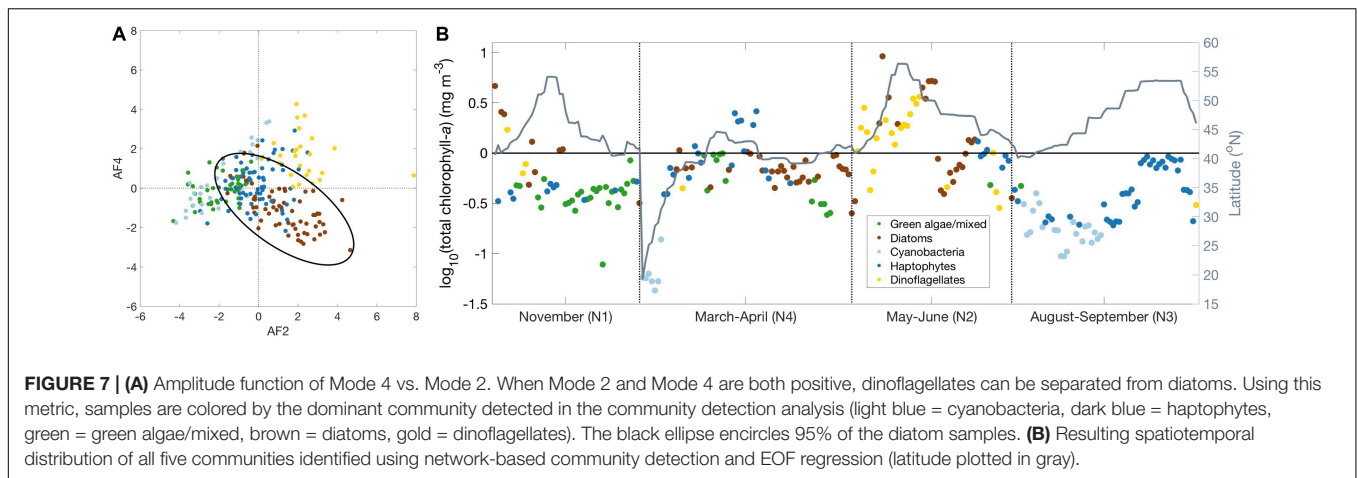 A
8
6
4
2
0
-2
-4
-6
AF4
-6 -4 -2 0 2 4 6 8
AF2
B
1
0.5
0
-0.5
-1
-1.5
log10(total chlorophyll-a) (mg m-3)
60
55
50
45
40
35
30
25
20
15
Latitude (ºN)
Green algae/mixed
Diatoms
Cyanobacteria
Haptophytes
Dinoflagellates
November (N1) March-April (N4) May-June (N2) August-September (N3)
FIGURE 7 | (A) Amplitude function of Mode 4 vs. Mode 2. When Mode 2 and Mode 4 are both positive, dinoflagellates can be separated from diatoms. Using this
metric, samples are colored by the dominant community detected in the community detection analysis (light blue = cyanobacteria, dark blue = haptophytes,
green = green algae/mixed, brown = diatoms, gold = dinoflagellates). The black ellipse encircles 95% of the diatom samples. (B) Resulting spatiotemporal
distribution of all five communities identified using network-based community detection and EOF regression (latitude plotted in gray).